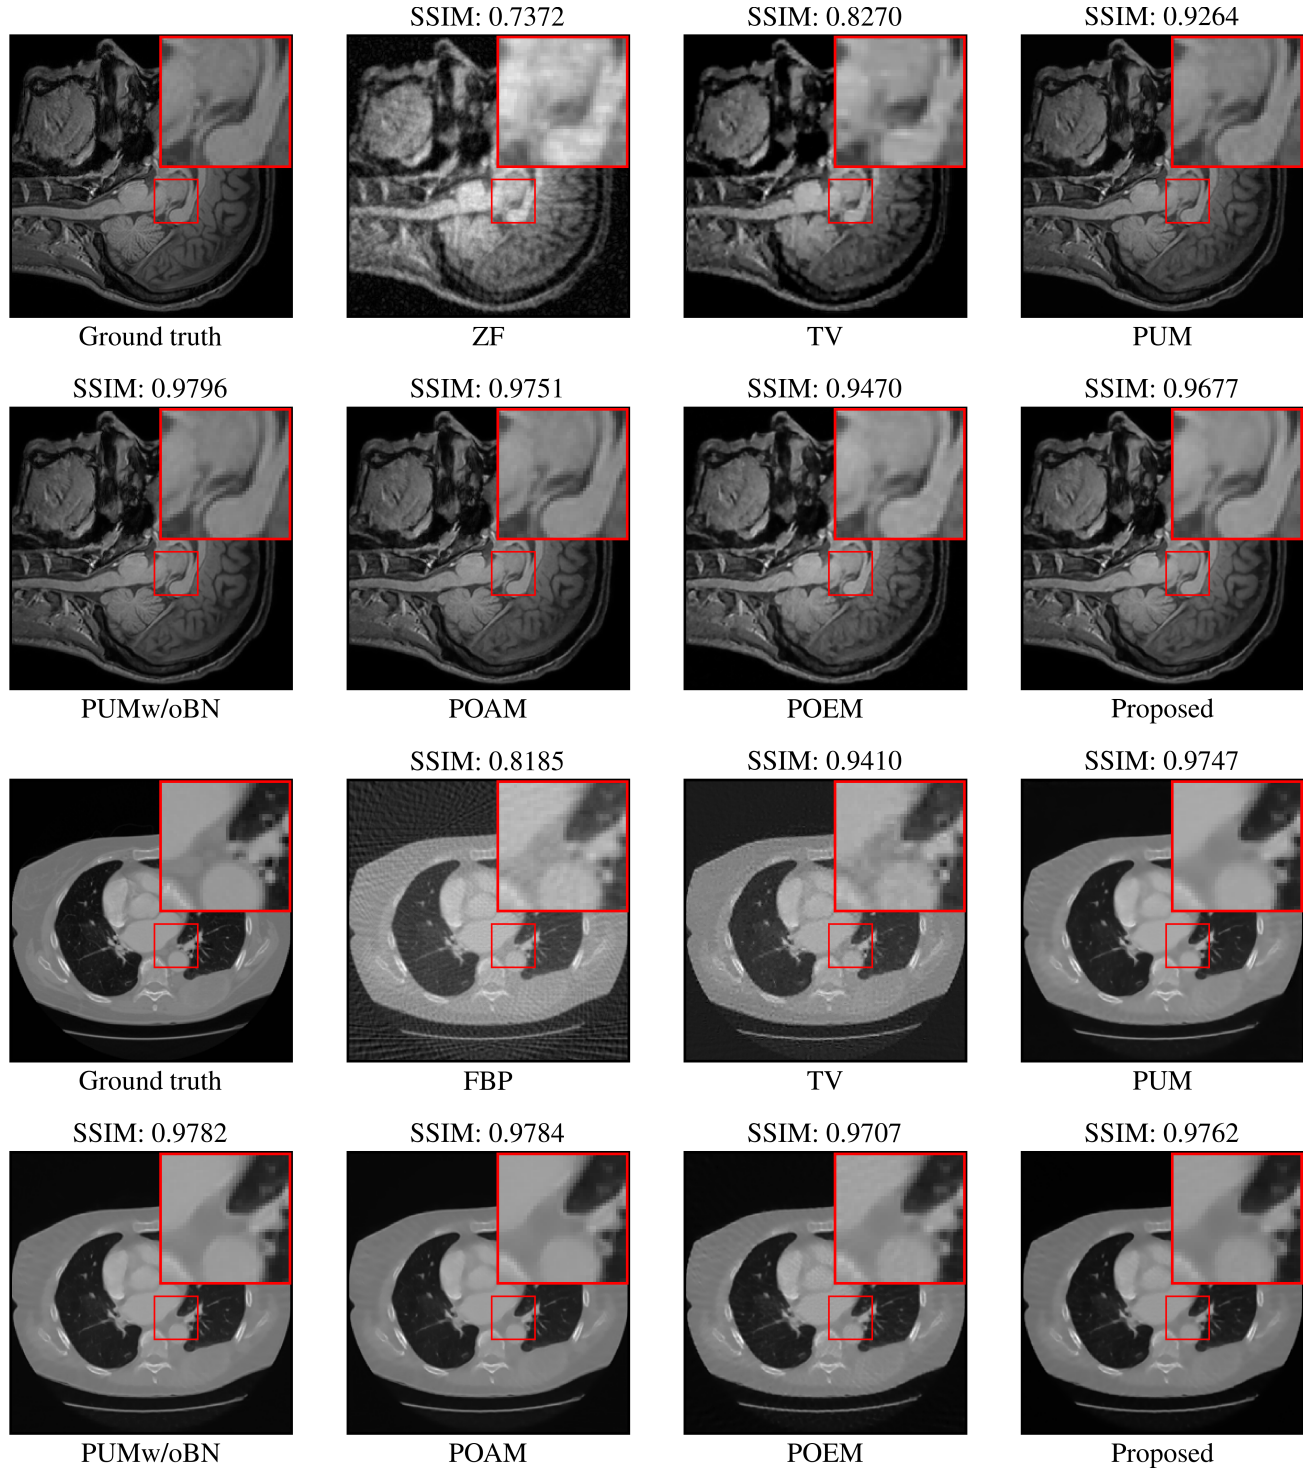 SSIM: 0.7372
SSIM: 0.8270
SSIM: 0.9264
Ground truth
ZF
TV
PUM
SSIM: 0.9796
SSIM: 0.9751
SSIM: 0.9470
SSIM: 0.9677
PUMw/oBN
POAM
POEM
Proposed
SSIM: 0.8185
SSIM: 0.9410
SSIM: 0.9747
Ground truth
FBP
TV
PUM
SSIM: 0.9782
SSIM: 0.9784
SSIM: 0.9707
SSIM: 0.9762
PUMw/oBN
POAM
POEM
Proposed